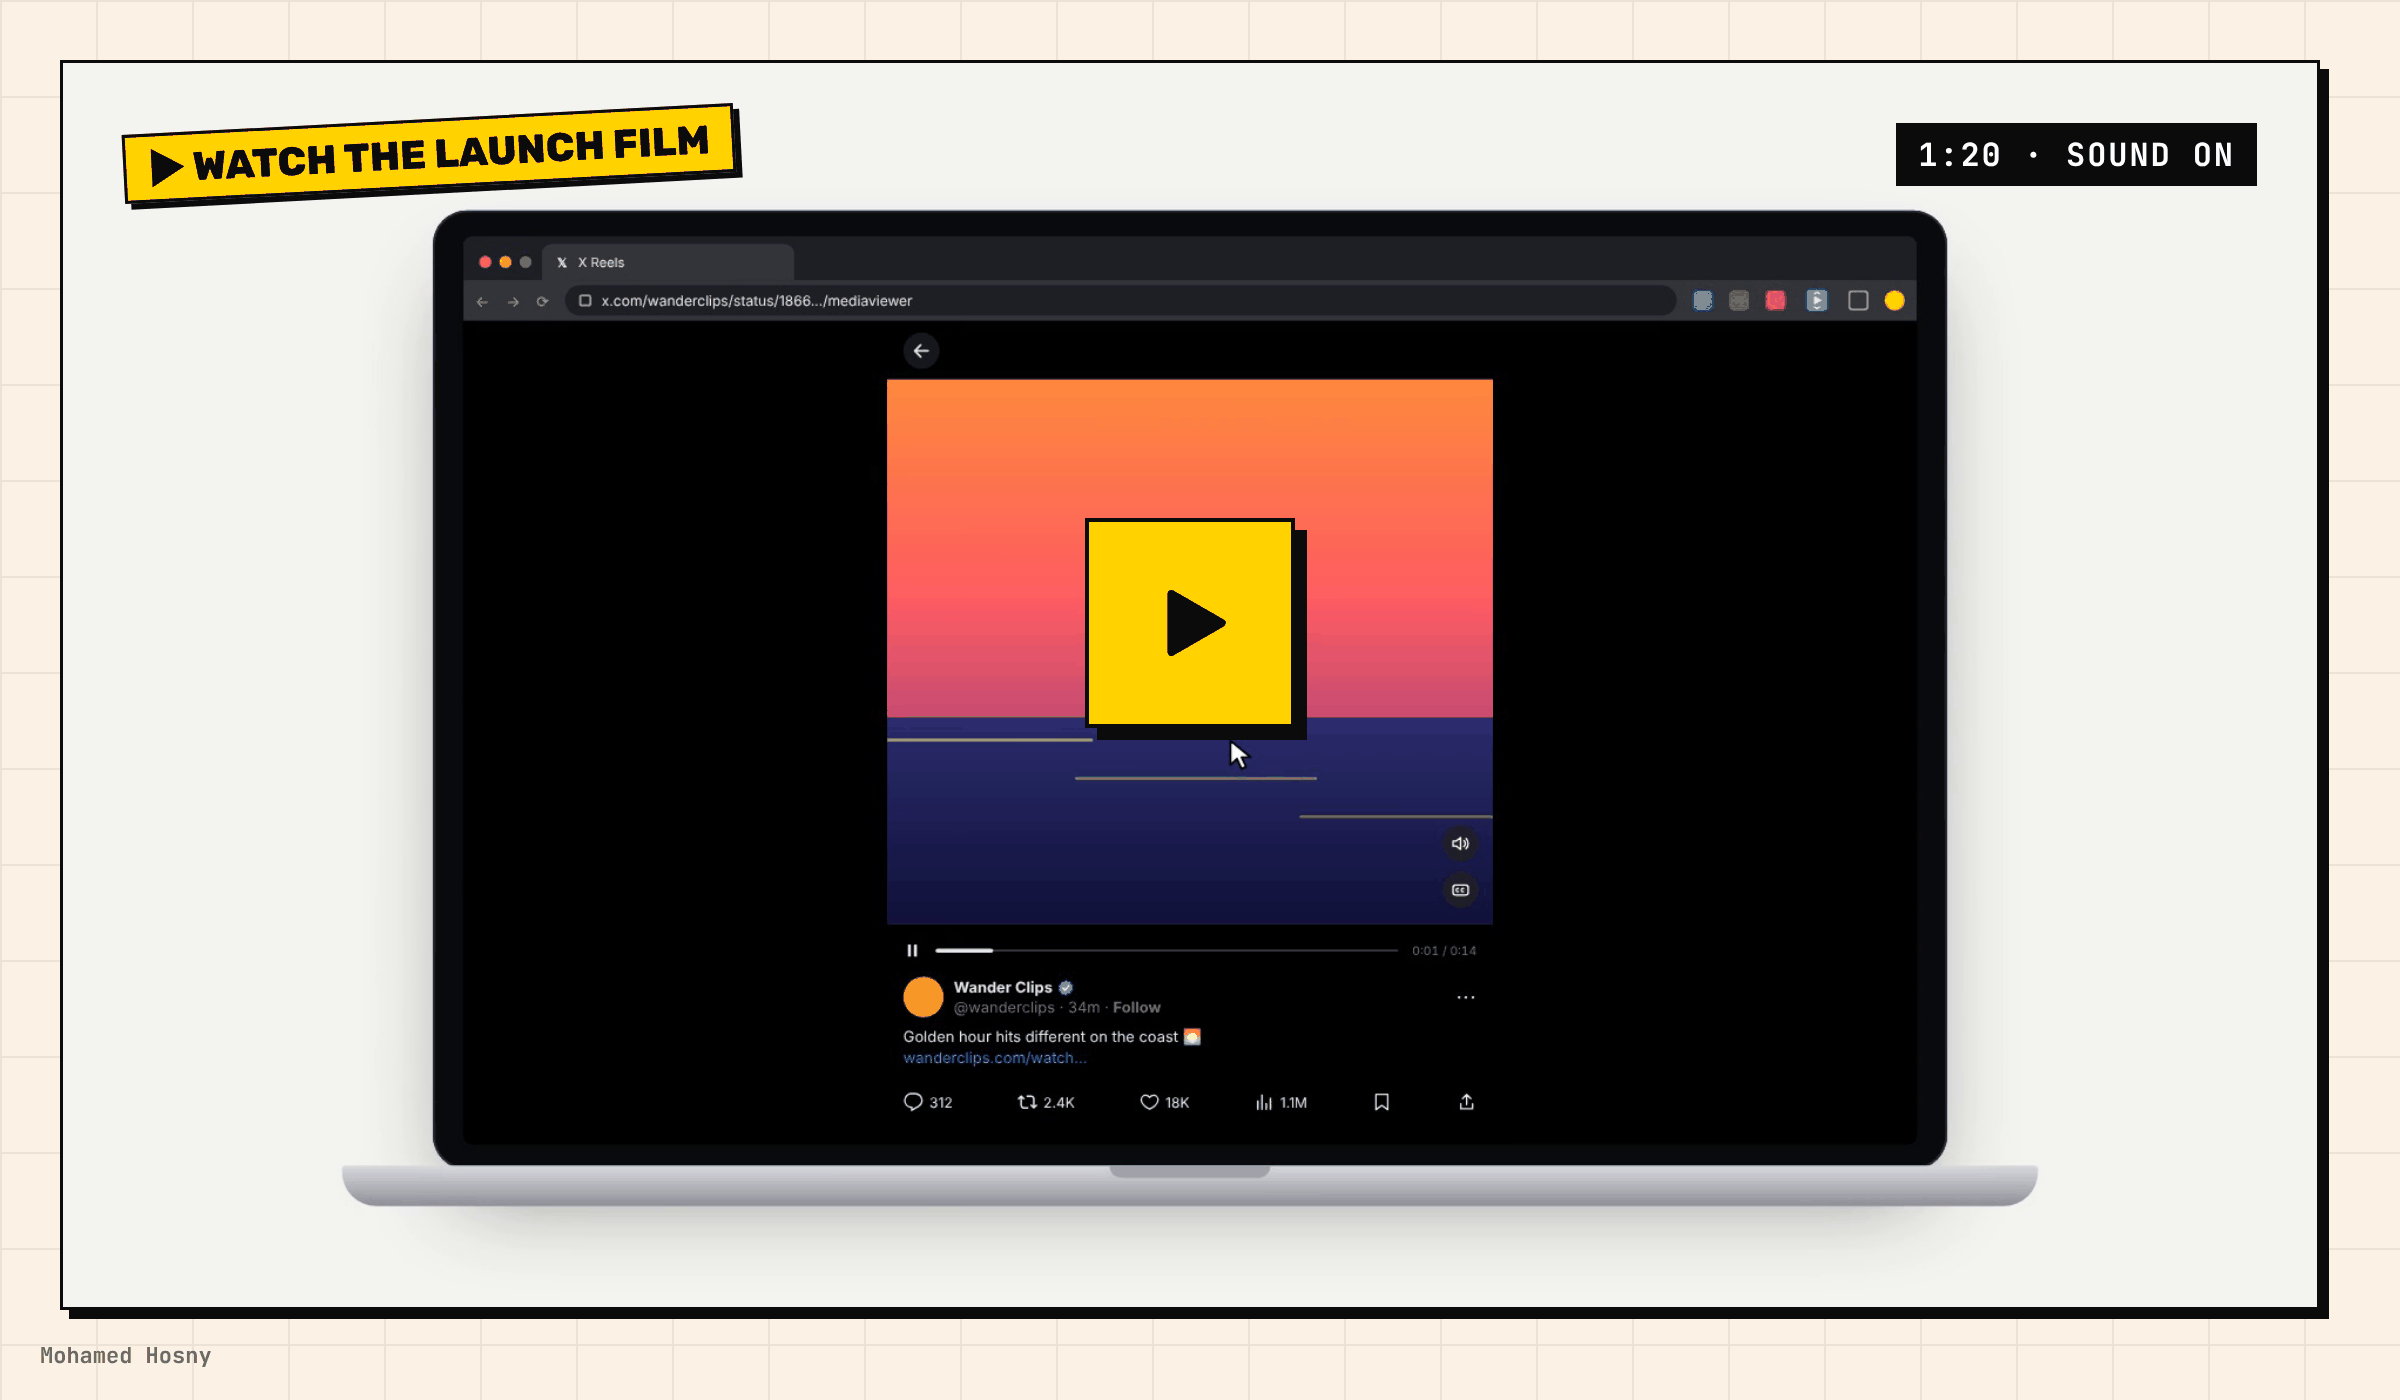 WATCH THE LAUNCH FILM
1:20 · SOUND ON
X Reels
x.com/wanderclips/status/1866.../mediaviewer
CC
0:01 / 0:14
Wander Clips
@wanderclips · 34m · Follow
Golden hour hits different on the coast 🌅
wanderclips.com/watch...
312 2.4K 18K 1.1M
Mohamed Hosny